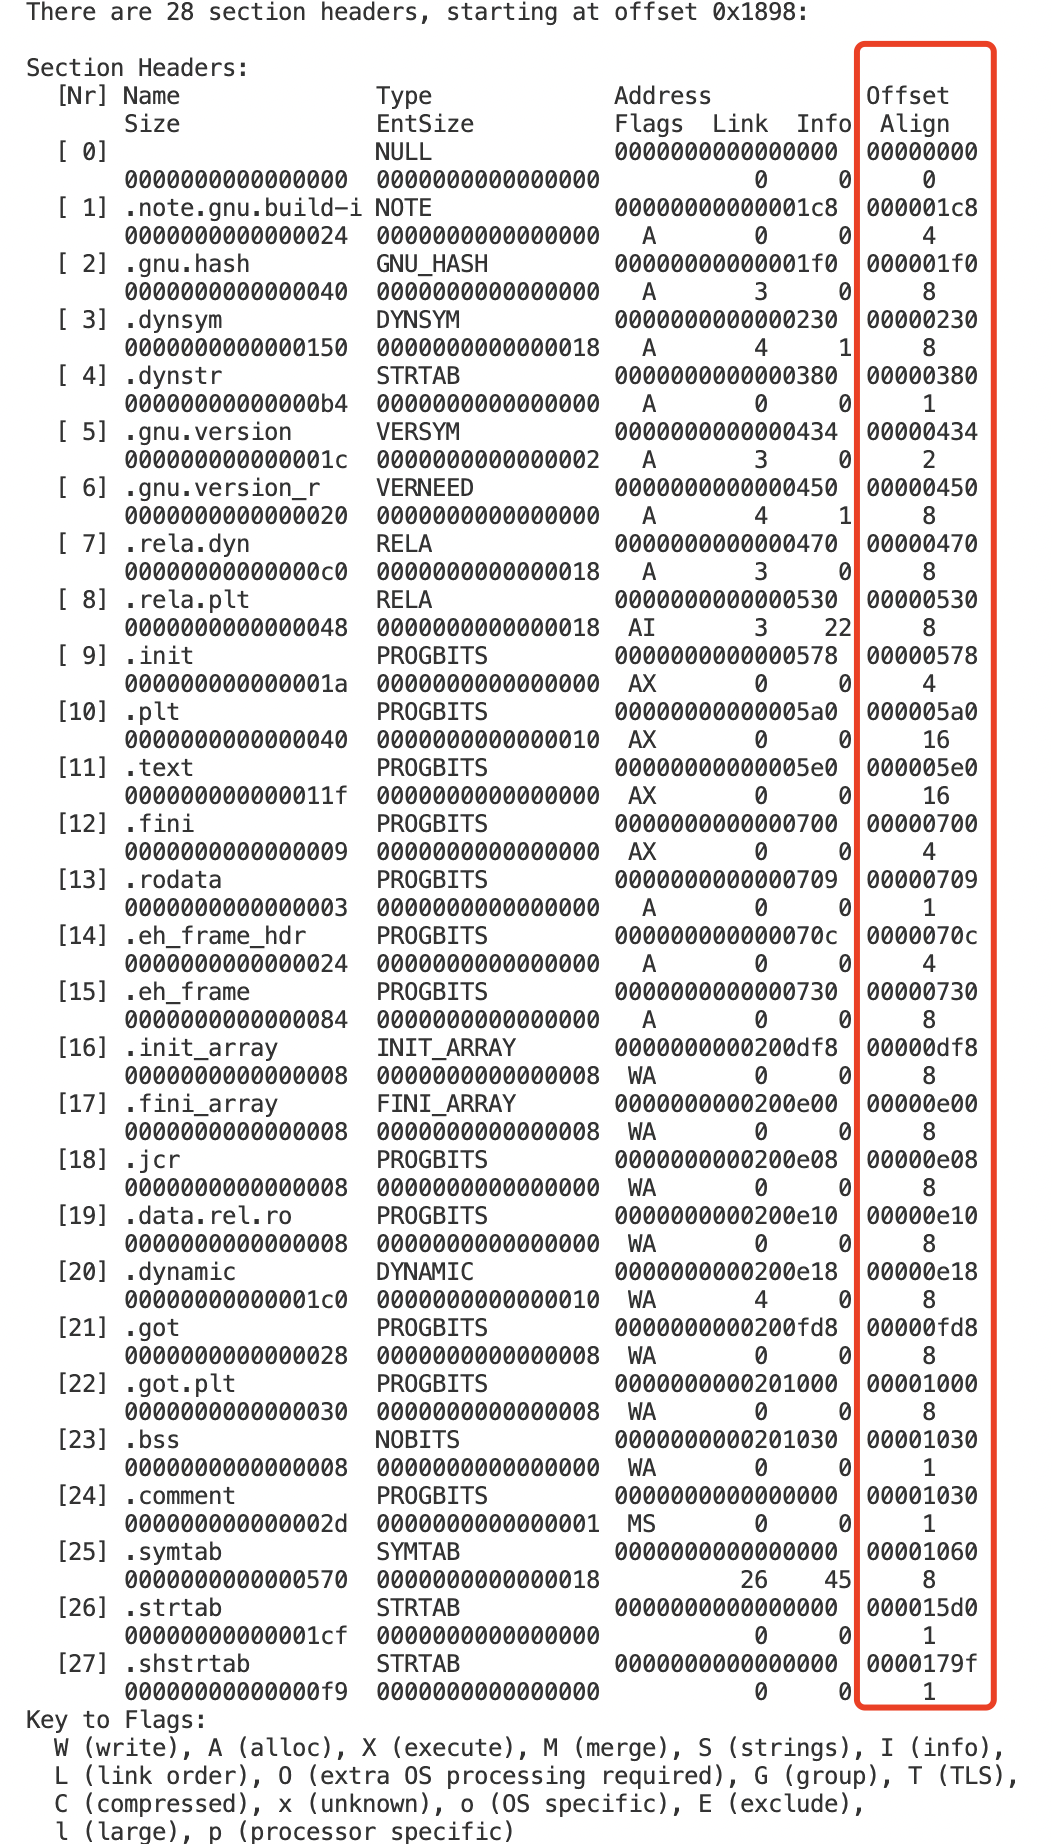 There are 28 section headers, starting at offset 0x1898:
Section Headers:
[Nr] Name Type Address Offset
Size EntSize Flags Link Info Align
[ 0] NULL 0000000000000000 00000000
0000000000000000 0000000000000000 0 0 0
[ 1] .note.gnu.build-i NOTE 00000000000001c8 000001c8
0000000000000024 0000000000000000 A 0 0 4
[ 2] .gnu.hash GNU_HASH 00000000000001f0 000001f0
0000000000000040 0000000000000000 A 3 0 8
[ 3] .dynsym DYNSYM 0000000000000230 00000230
0000000000000150 0000000000000018 A 4 1 8
[ 4] .dynstr STRTAB 0000000000000380 00000380
00000000000000b4 0000000000000000 A 0 0 1
[ 5] .gnu.version VERSYM 0000000000000434 00000434
000000000000001c 0000000000000002 A 3 0 2
[ 6] .gnu.version_r VERNEED 0000000000000450 00000450
0000000000000020 0000000000000000 A 4 1 8
[ 7] .rela.dyn RELA 0000000000000470 00000470
00000000000000c0 0000000000000018 A 3 0 8
[ 8] .rela.plt RELA 0000000000000530 00000530
0000000000000048 0000000000000018 AI 3 22 8
[ 9] .init PROGBITS 0000000000000578 00000578
000000000000001a 0000000000000000 AX 0 0 4
[10] .plt PROGBITS 00000000000005a0 000005a0
0000000000000040 0000000000000010 AX 0 0 16
[11] .text PROGBITS 00000000000005e0 000005e0
000000000000011f 0000000000000000 AX 0 0 16
[12] .fini PROGBITS 0000000000000700 00000700
0000000000000009 0000000000000000 AX 0 0 4
[13] .rodata PROGBITS 0000000000000709 00000709
0000000000000003 0000000000000000 A 0 0 1
[14] .eh_frame_hdr PROGBITS 000000000000070c 0000070c
0000000000000024 0000000000000000 A 0 0 4
[15] .eh_frame PROGBITS 0000000000000730 00000730
0000000000000084 0000000000000000 A 0 0 8
[16] .init_array INIT_ARRAY 0000000000200df8 00000df8
0000000000000008 0000000000000008 WA 0 0 8
[17] .fini_array FINI_ARRAY 0000000000200e00 00000e00
0000000000000008 0000000000000008 WA 0 0 8
[18] .jcr PROGBITS 0000000000200e08 00000e08
0000000000000008 0000000000000000 WA 0 0 8
[19] .data.rel.ro PROGBITS 0000000000200e10 00000e10
0000000000000008 0000000000000000 WA 0 0 8
[20] .dynamic DYNAMIC 0000000000200e18 00000e18
00000000000001c0 0000000000000010 WA 4 0 8
[21] .got PROGBITS 0000000000200fd8 00000fd8
0000000000000028 0000000000000008 WA 0 0 8
[22] .got.plt PROGBITS 0000000000201000 00001000
0000000000000030 0000000000000008 WA 0 0 8
[23] .bss NOBITS 0000000000201030 00001030
0000000000000008 0000000000000000 WA 0 0 1
[24] .comment PROGBITS 0000000000000000 00001030
000000000000002d 0000000000000001 MS 0 0 1
[25] .symtab SYMTAB 0000000000000000 00001060
0000000000000570 0000000000000018 26 45 8
[26] .strtab STRTAB 0000000000000000 000015d0
00000000000001cf 0000000000000000 0 0 1
[27] .shstrtab STRTAB 0000000000000000 0000179f
00000000000000f9 0000000000000000 0 0 1
Key to Flags:
W (write), A (alloc), X (execute), M (merge), S (strings), I (info),
L (link order), O (extra OS processing required), G (group), T (TLS),
C (compressed), x (unknown), o (OS specific), E (exclude),
l (large), p (processor specific)